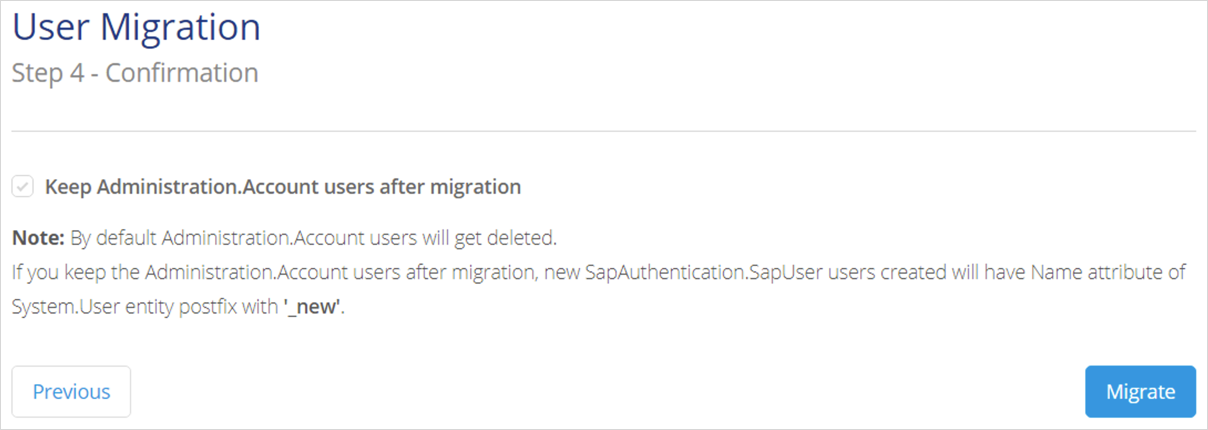 User Migration
Step 4 - Confirmation
Keep Administration.Account users after migration
Note: By default Administration.Account users will get deleted.
If you keep the Administration.Account users after migration, new SapAuthentication.SapUser users created will have Name attribute of
System.User entity postfix with '_new'.
Previous
Migrate